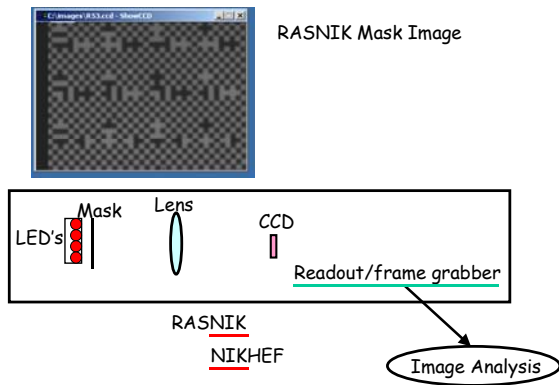 C:\images\RS3.ccd - ShowCCD
RASNIK Mask Image
Mask
Lens
LED's
CCD
Readout/frame grabber
RASNIK
NIKHEF
Image Analysis